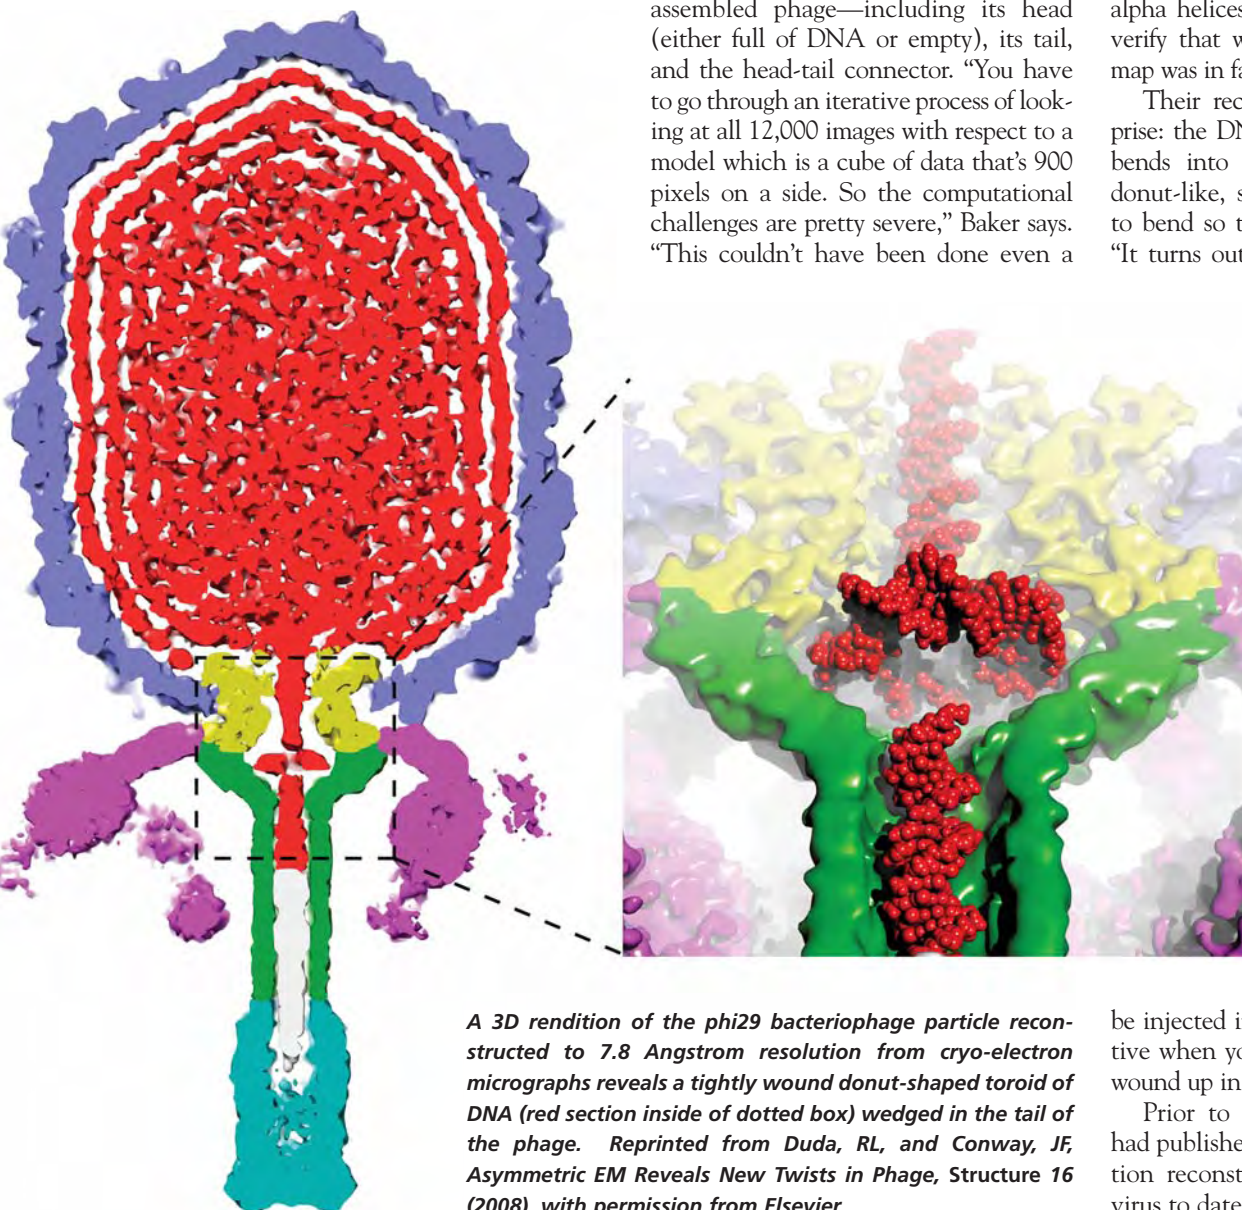 assembled phage—including its head
(either full of DNA or empty), its tail,
and the head-tail connector. “You have
to go through an iterative process of look-
ing at all 12,000 images with respect to a
model which is a cube of data that’s 900
pixels on a side. So the computational
challenges are pretty severe,” Baker says.
“This couldn’t have been done even a
alpha helices
verify that w
map was in fa
Their rec
prise: the DN
bends into
donut-like, s
to bend so t
“It turns out
A 3D rendition of the phi29 bacteriophage particle recon-
structed to 7.8 Angstrom resolution from cryo-electron
micrographs reveals a tightly wound donut-shaped toroid of
DNA (red section inside of dotted box) wedged in the tail of
the phage. Reprinted from Duda, RL, and Conway, JF,
Asymmetric EM Reveals New Twists in Phage, Structure 16
(2008), with permission from Elsevier
be injected i
tive when yo
wound up in
Prior to
had publishe
tion reconst
virus to date